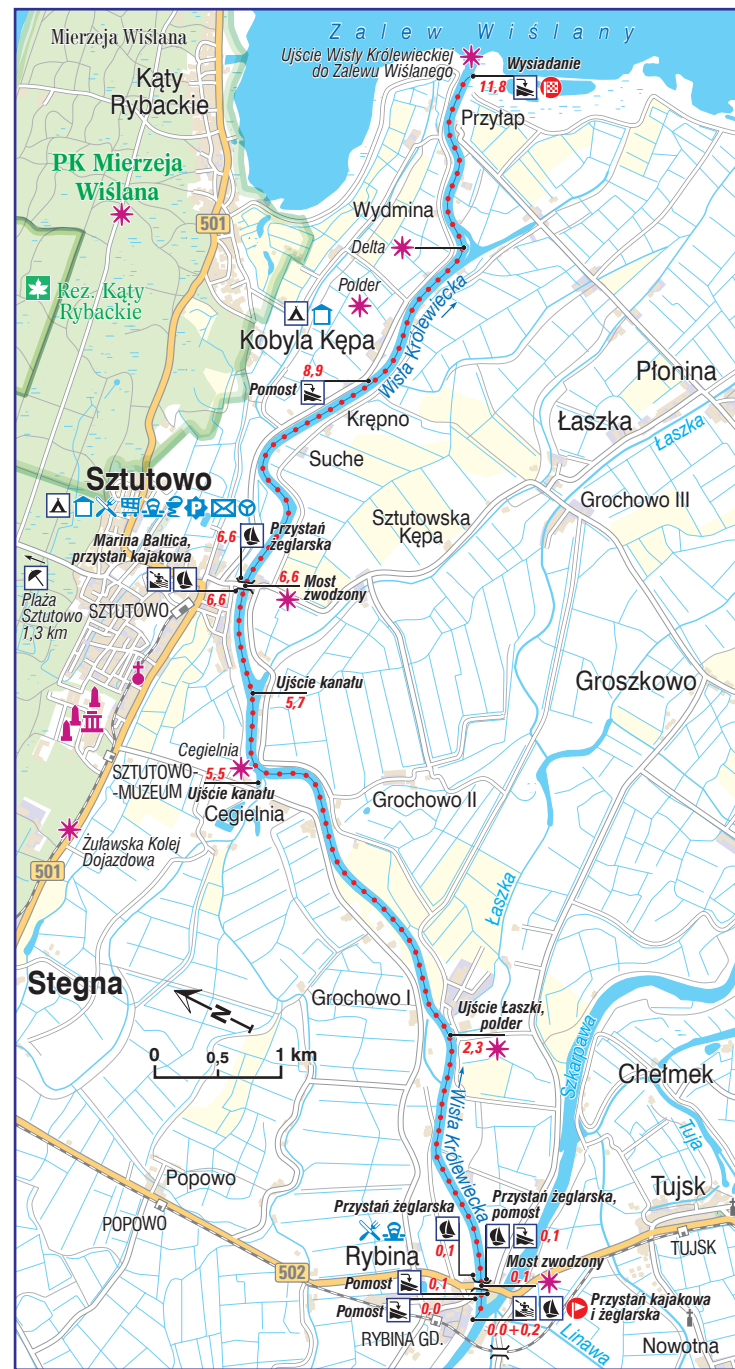 Zalew Wiślany
Mierzeja Wiślana
Ujście Wisły Królewieckiej
do Zalewu Wiślanego
Wysiadanie
11,8
Kąty
Rybackie
Przyłap
PK Mierzeja
Wiślana
501
Wydmina
Delta
Rez. Kąty
Rybackie
Polder
Wisła Królewiecka
Kobyla Kępa
8,9
Pomost
Płonina
Krępno
Łaszka
Łaszka
Suche
Sztutowo
Grochowo III
Sztutowska
Kępa
Przystań
żeglarska
6,6
Marina Baltica,
przystań kajakowa
6,6
Most
zwodzony
6,6
Plaża
Sztutowo
1,3 km
SZTUTOWO
Ujście kanału
5,7
Groszkowo
Cegielnia
SZTUTOWO-
-MUZEUM
5,5
Ujście kanału
Cegielnia
Grochowo II
Żuławska Kolej
Dojazdowa
501
Łaszka
Stegna
Grochowo I
N
Ujście Łaszki,
polder
2,3
0 0,5 1 km
Szkarpawa
Chełmek
Wisła Królewiecka
Tuja
Popowo
POPOWO
Tujsk
TUJSK
Przystań żeglarska
0,1
Przystań żeglarska,
pomost
0,1
Rybina
502
Most zwodzony
0,1
Pomost
0,1
Pomost
0,0
Przystań kajakowa
i żeglarska
0,0+0,2
RYBINA GD.
Linawa
Nowotna